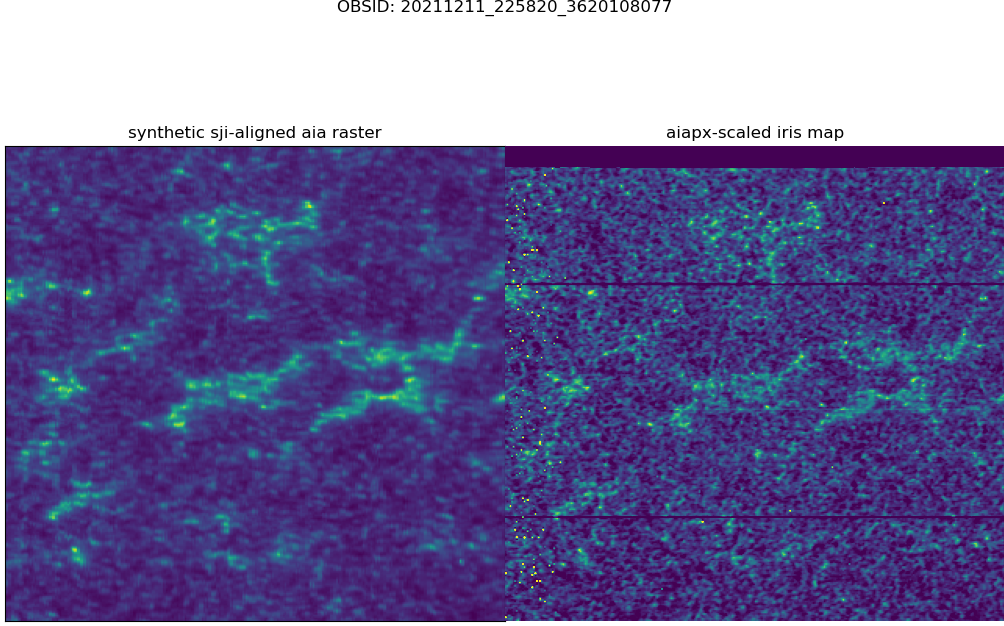 OBSID: 20211211_225820_3620108077
synthetic sji-aligned aia raster
aiapx-scaled iris map